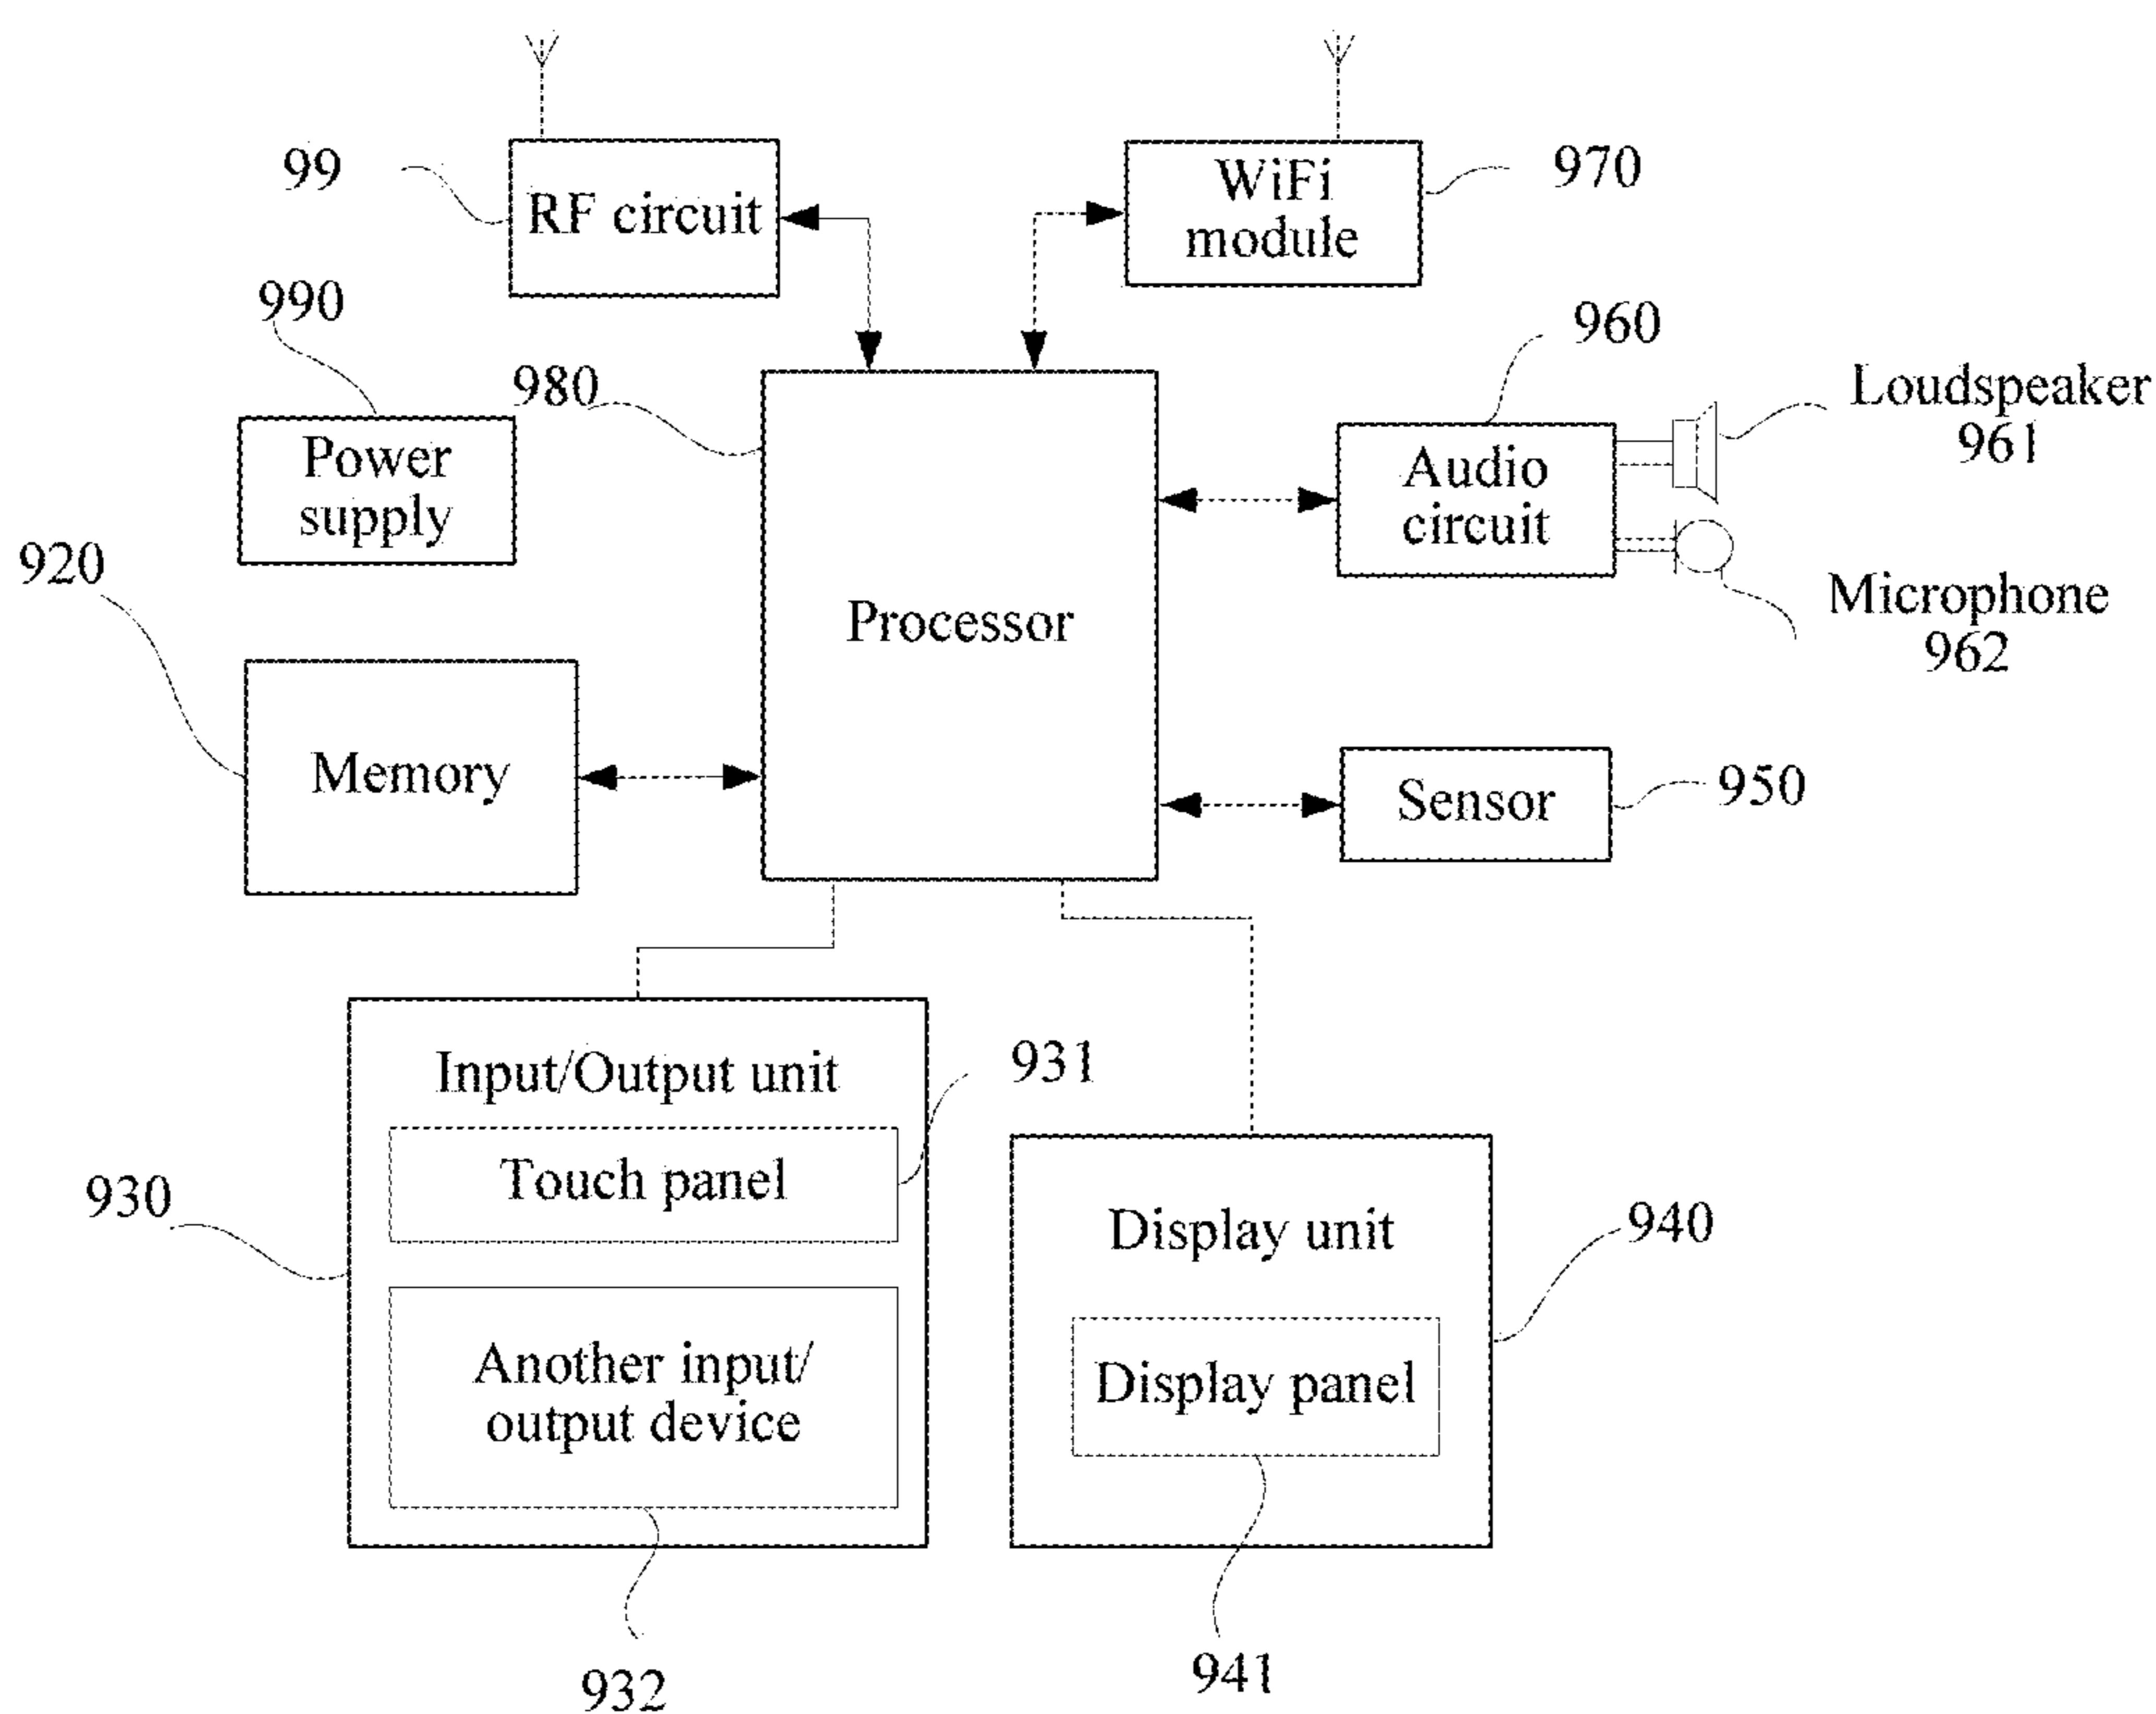 99
RF circuit
WiFi
module
970
990
980
960
Power
supply
Audio
circuit
Loudspeaker
961
920
Processor
Microphone
962
Memory
Sensor
950
Input/Output unit
931
Touch panel
930
Another input/
output device
932
Display unit
940
Display panel
941